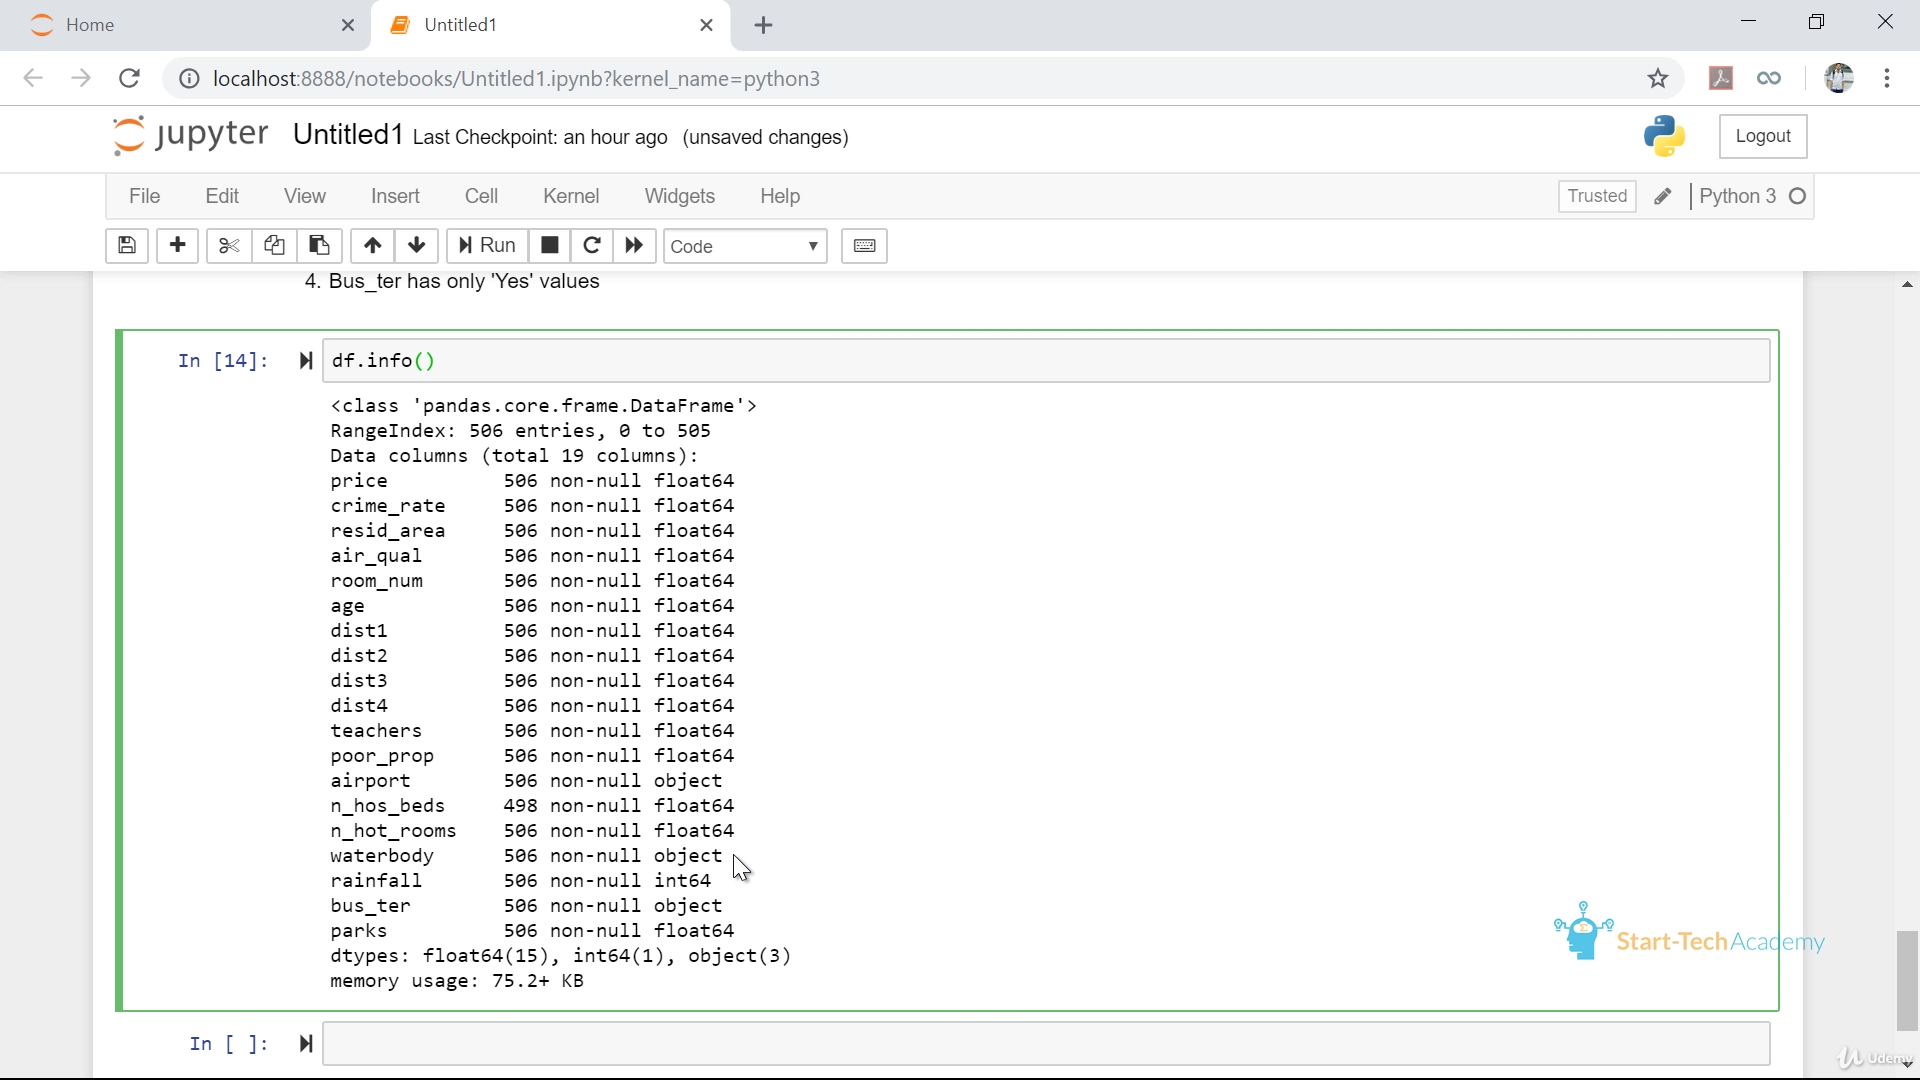 Home
Untitled1
localhost:8888/notebooks/Untitled1.ipynb?kernel_name=python3
jupyter Untitled1 Last Checkpoint: an hour ago (unsaved changes)
Logout
File Edit View Insert Cell Kernel Widgets Help
Trusted
Python 3
Run
Code
4. Bus_ter has only 'Yes' values
In [14]: df.info()
<class 'pandas.core.frame.DataFrame'>
RangeIndex: 506 entries, 0 to 505
Data columns (total 19 columns):
price 506 non-null float64
crime_rate 506 non-null float64
resid_area 506 non-null float64
air_qual 506 non-null float64
room_num 506 non-null float64
age 506 non-null float64
dist1 506 non-null float64
dist2 506 non-null float64
dist3 506 non-null float64
dist4 506 non-null float64
teachers 506 non-null float64
poor_prop 506 non-null float64
airport 506 non-null object
n_hos_beds 498 non-null float64
n_hot_rooms 506 non-null float64
waterbody 506 non-null object
rainfall 506 non-null int64
bus_ter 506 non-null object
parks 506 non-null float64
dtypes: float64(15), int64(1), object(3)
memory usage: 75.2+ KB
Start-Tech Academy
In [ ]:
Udemy